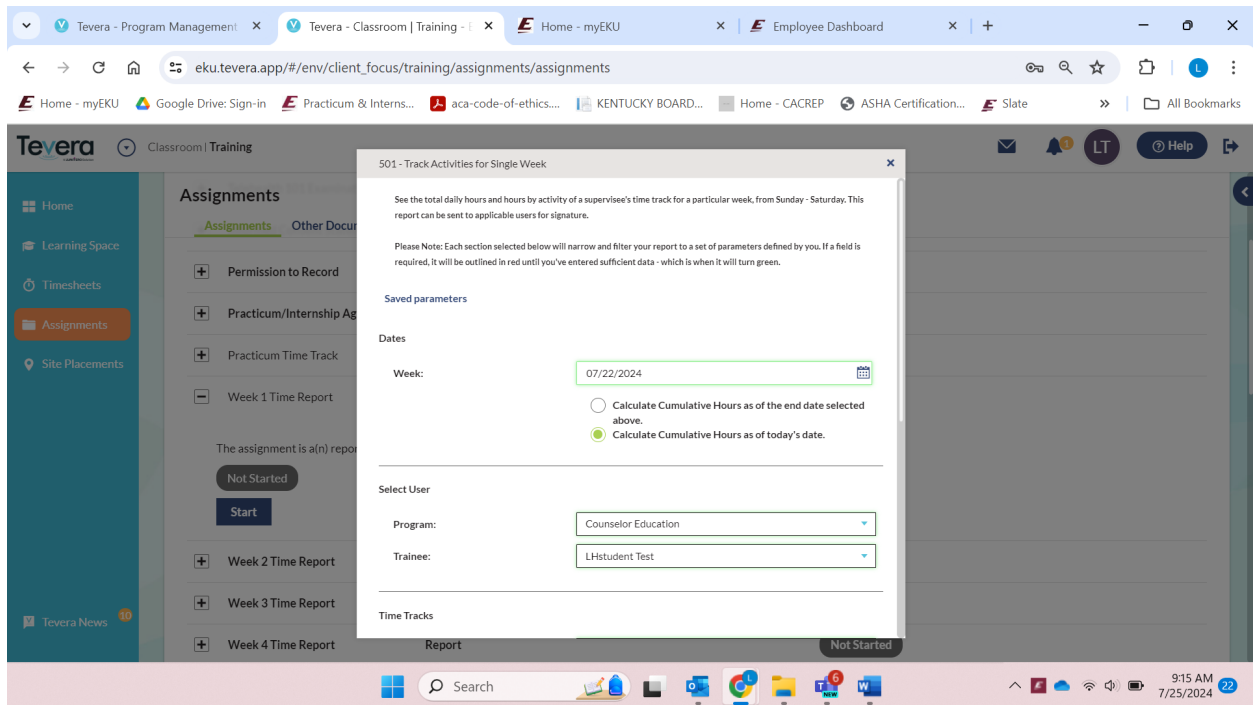 Tevera - Program Management
Tevera - Classroom | Training - E
Home - myEKU
Employee Dashboard
eku.tevera.app/#/env/client_focus/training/assignments/assignments
L
Home - myEKU
Google Drive: Sign-in
Practicum & Interns...
aca-code-of-ethics....
KENTUCKY BOARD...
Home - CACREP
ASHA Certification...
Slate
»
All Bookmarks
Tevera
Classroom | Training
1
LT
Help
Home
Learning Space
Timesheets
Assignments
Site Placements
Tevera News 10
Assignments
Assignments Other Docur
Permission to Record
Practicum/Internship Ag
Practicum Time Track
Week 1 Time Report
The assignment is a(n) repor
Not Started
Start
Week 2 Time Report
Week 3 Time Report
Week 4 Time Report Report Not Started
501 - Track Activities for Single Week
See the total daily hours and hours by activity of a supervisee's time track for a particular week, from Sunday - Saturday. This
report can be sent to applicable users for signature.
Please Note: Each section selected below will narrow and filter your report to a set of parameters defined by you. If a field is
required, it will be outlined in red until you've entered sufficient data - which is when it will turn green.
Saved parameters
Dates
Week: 07/22/2024
Calculate Cumulative Hours as of the end date selected
above.
Calculate Cumulative Hours as of today's date.
Select User
Program: Counselor Education
Trainee: LHstudent Test
Time Tracks
Search
6
NEW
9:15 AM
7/25/2024
22